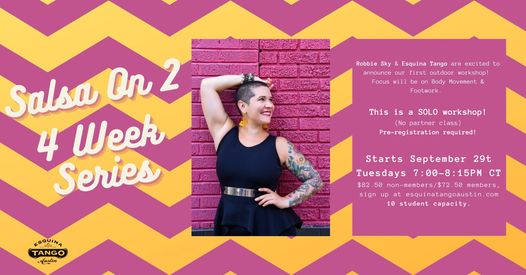 Salsa On 2
4 Week
Series
Robbie Sky & Esquina Tango are excited to
announce our first outdoor workshop!
Focus will be on Body Movement &
Footwork.
This is a SOLO workshop!
(No partner class)
Pre-registration required!
Starts September 29t
Tuesdays 7:00–8:15PM CT
$82.50 non-members/$72.50 members,
sign up at esquinatangoaustin.com
10 student capacity.
ESQUINA
TANGO
Austin